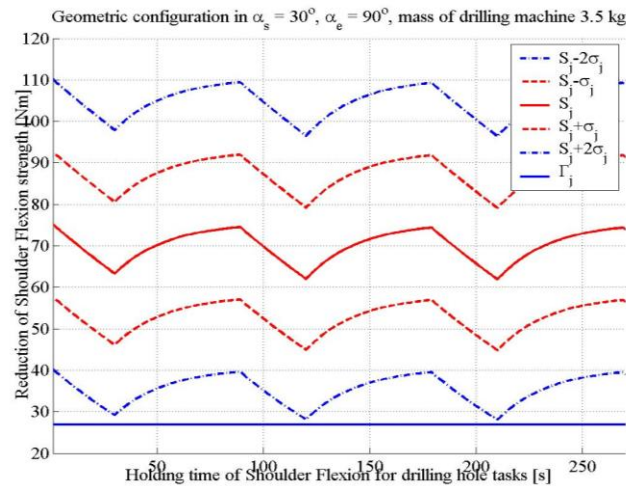 Geometric configuration in α_s = 30°, α_e = 90°, mass of drilling machine 3.5 kg
120
110
100
90
80
70
60
50
40
30
20
Reduction of Shoulder Flexion strength [Nm]
S_j-2σ_j
S_j-σ_j
S_j
S_j+σ_j
S_j+2σ_j
Γ_j
50
100
150
200
250
Holding time of Shoulder Flexion for drilling hole tasks [s]